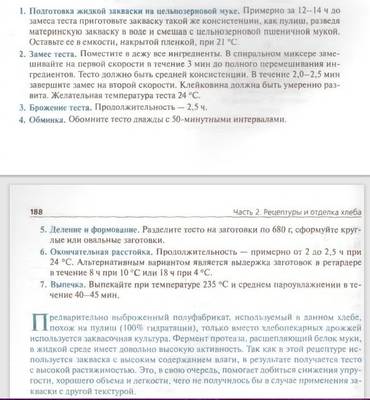 1. Подготовка жидкой закваски на цельнозерновой муке. Примерно за 12–14 ч до
замеса теста приготовьте закваску такой же консистенции, как пулиш, разведя
материнскую закваску в воде и смешав с цельнозерновой пшеничной мукой.
Оставьте ее в емкости, накрытой пленкой, при 21 °С.
2. Замес теста. Поместите в дежу все ингредиенты. В спиральном миксере заме-
шивайте на первой скорости в течение 3 мин до полного перемешивания ин-
гредиентов. Тесто должно быть средней консистенции. В течение 2,0–2,5 мин
завершите замес на второй скорости. Клейковина должна быть умеренно раз-
вита. Желательная температура теста 24 °С.
3. Брожение теста. Продолжительность — 2,5 ч.
4. Обминка. Обомните тесто дважды с 50-минутными интервалами.
188 Часть 2. Рецептуры и отделка хлеба
5. Деление и формование. Разделите тесто на заготовки по 680 г, сформуйте круг-
лые или овальные заготовки.
6. Окончательная расстойка. Продолжительность — примерно от 2 до 2,5 ч при
24 °С. Альтернативным вариантом является выдержка заготовок в ретардере
в течение 8 ч при 10 °С или 18 ч при 4 °С.
7. Выпечка. Выпекайте при температуре 235 °С и среднем пароувлажнении в те-
чение 40–45 мин.
Предварительно выброженный полуфабрикат, используемый в данном хлебе,
похож на пулиш (100% гидратации), только вместо хлебопекарных дрожжей
используется заквасочная культура. Фермент протеаза, расщепляющий белок муки,
в жидкой среде имеет довольно высокую активность. Так как в этой рецептуре ис-
пользуется закваска с высоким содержанием влаги, в результате получается тесто
с высокой растяжимостью. Это, в свою очередь, помогает добиться снижения упру-
гости, хорошего объема и легкости, чего не получилось бы в случае применения за-
кваски с другой текстурой.